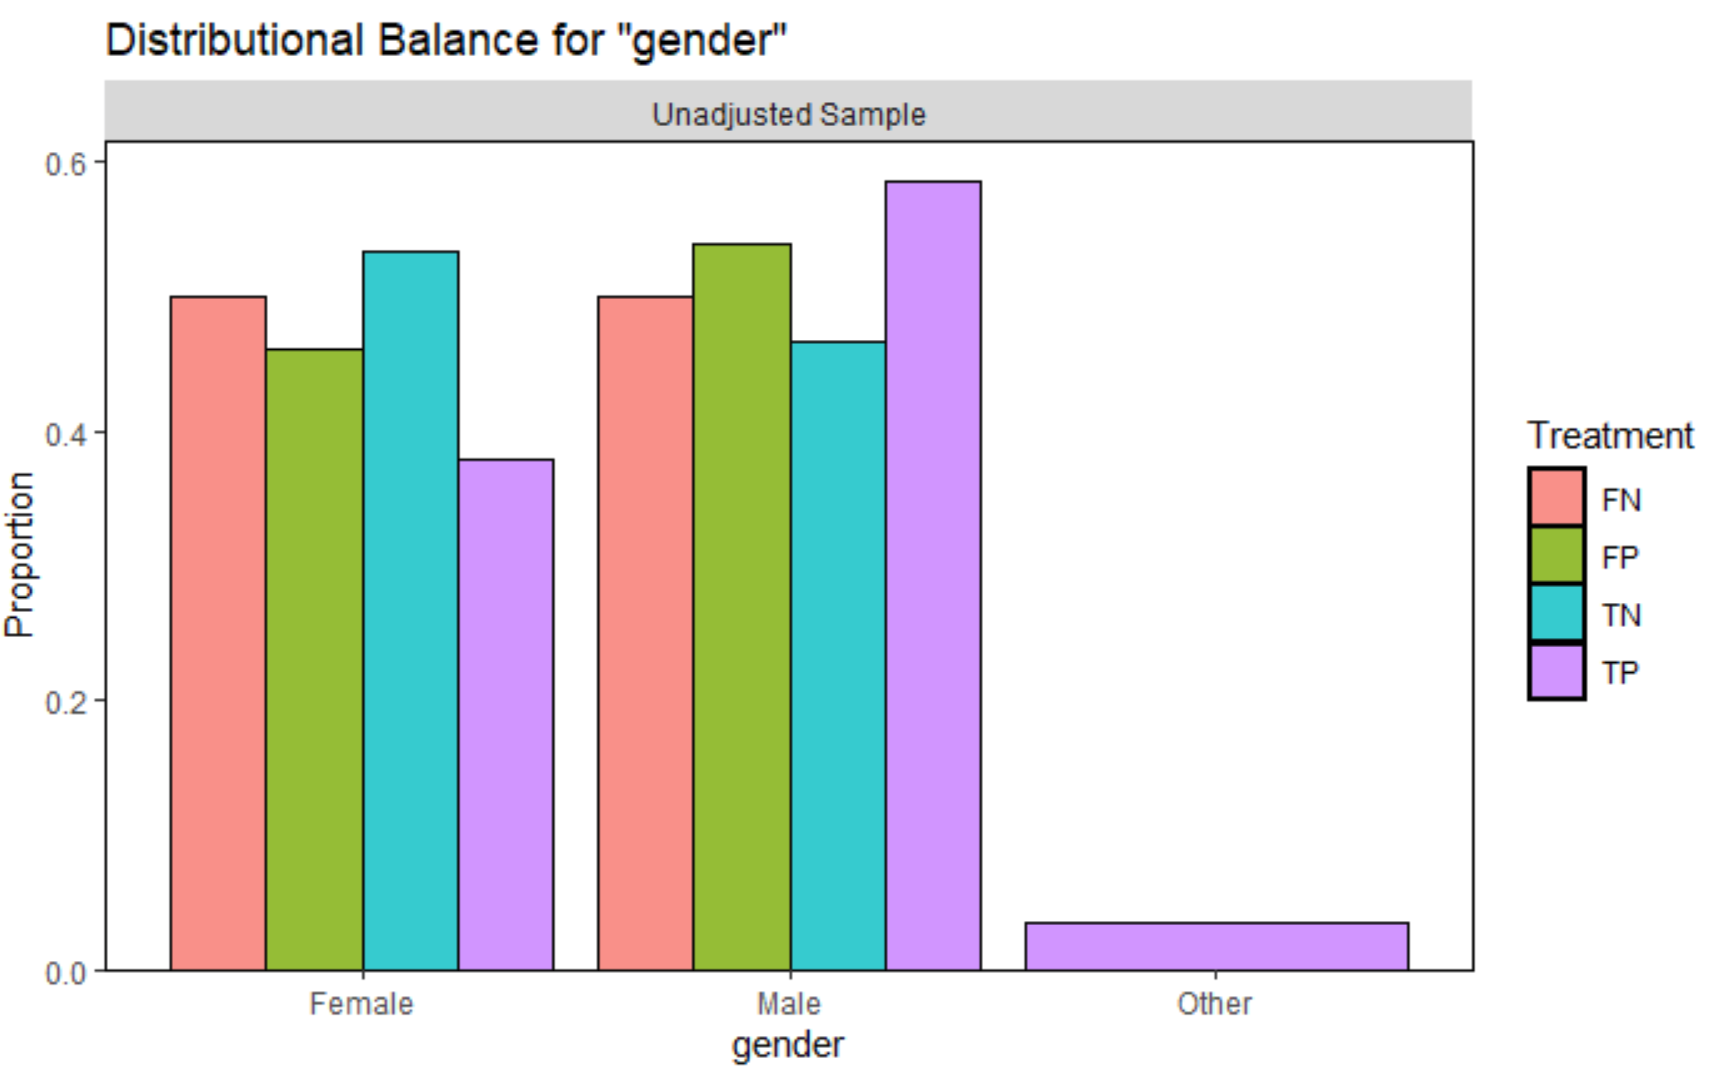 Distributional Balance for "gender"
Unadjusted Sample
0.6
0.4
0.2
0.0
Proportion
Female
Male
Other
gender
Treatment
FN
FP
TN
TP